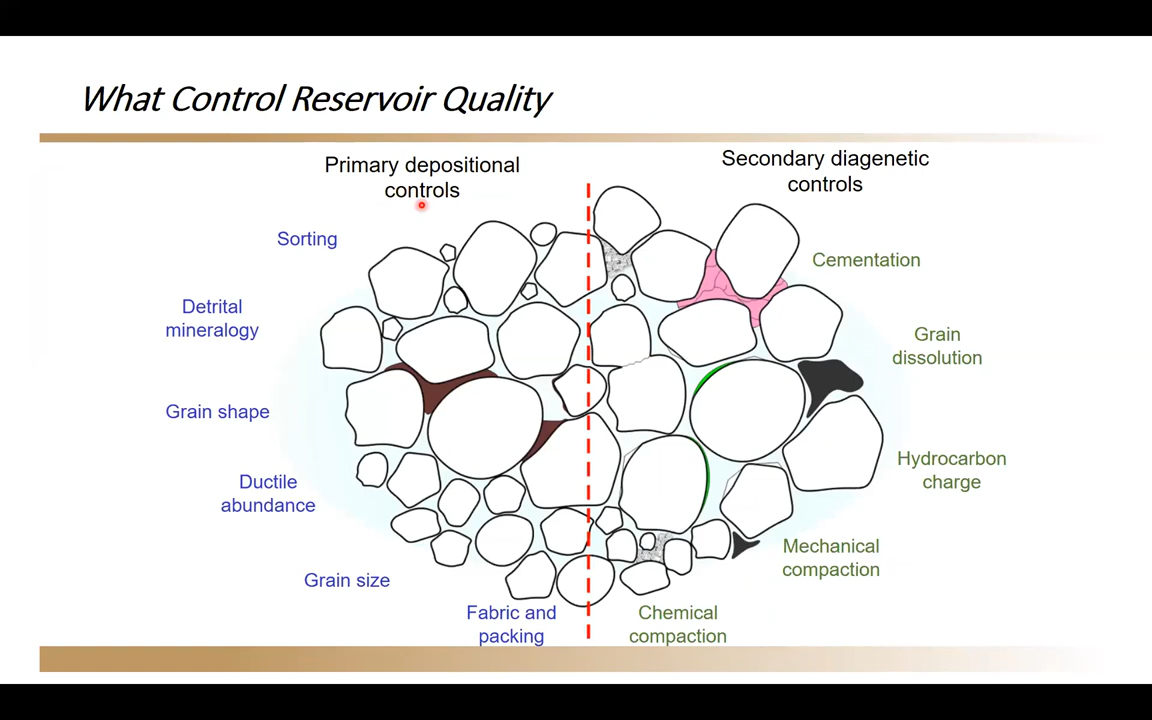 What Control Reservoir Quality
Primary depositional
controls
Secondary diagenetic
controls
Sorting
Detrital
mineralogy
Grain shape
Ductile
abundance
Grain size
Fabric and
packing
Cementation
Grain
dissolution
Hydrocarbon
charge
Mechanical
compaction
Chemical
compaction